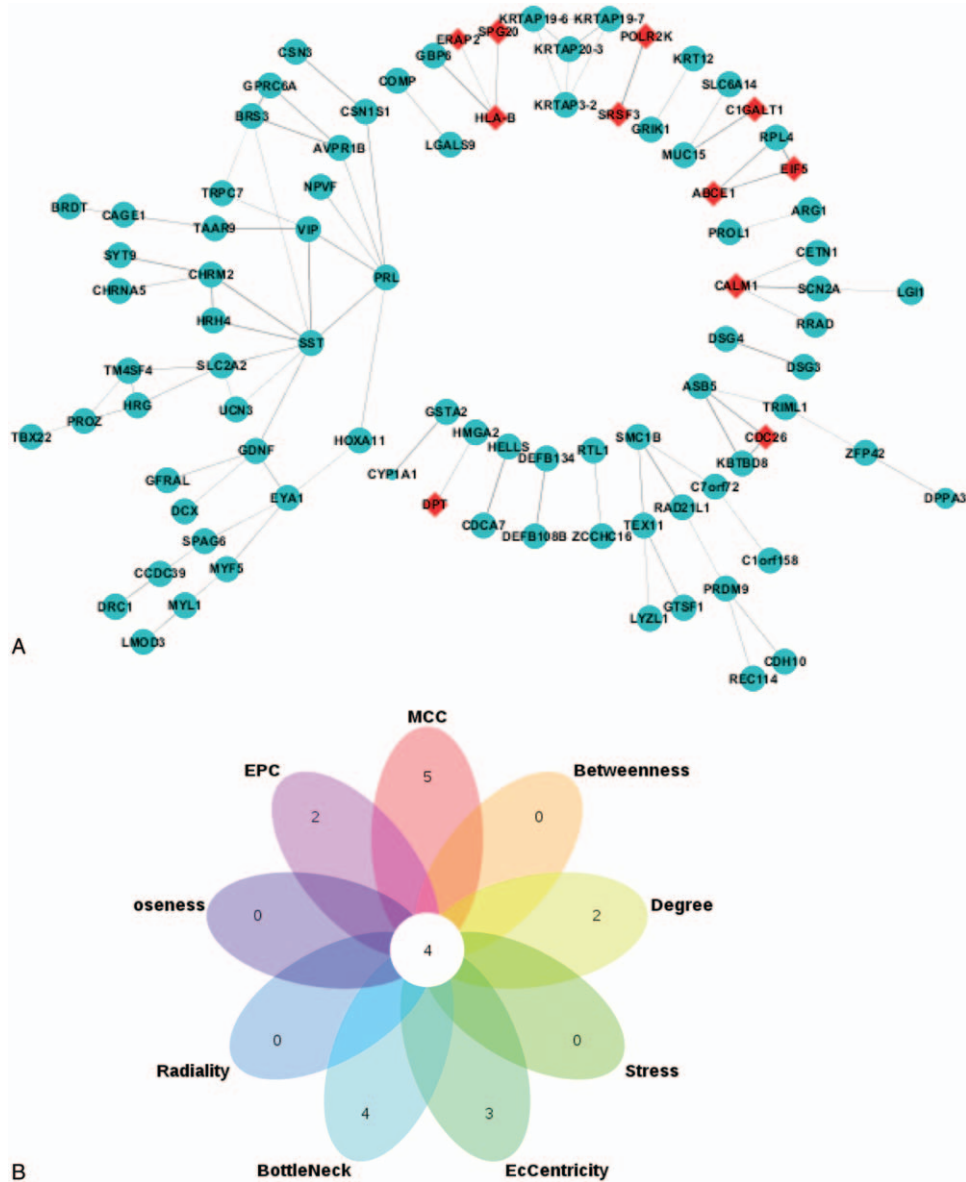 KRTAP19-6 KRTAP19-7
SPG20
ERAP2 POLR2K
CSN3 GBP6 KRTAP20-3
KRT12
GPRC6A COMP SLC6A14
CSN1S1 KRTAP3-2 C1GALT1
BRS3 HLA-B SRSF3
GRIK1 RPL4
AVPR1B LGALS9 MUC15
EIF5
NPVF ABCE1
TRPC7
BRDT CAGE1 ARG1
TAAR9 VIP PROL1
SYT9 CETN1
CHRM2 PRL CALM1
CHRNA5 SCN2A LGI1
HRH4 RRAD
SST DSG4
TM4SF4 SLC2A2 DSG3
ASB5
HRG UCN3 GSTA2 TRIML1
TBX22 PROZ HMGA2 SMC1B
GDNF HOXA11 HELLS RTL1 CDC26
DEFB134 ZFP42
GFRAL CYP1A1 KBTBD8
EYA1 C7orf72 DPPA3
DCX DPT RAD21L1
SPAG6 CDCA7 TEX11
DEFB108B ZCCHC16
CCDC39 MYF5 C1orf158
DRC1 MYL1 PRDM9
GTSF1
LMOD3 LYZL1
A
CDH10
REC114
MCC
5
EPC Betweenness
2 0
oseness Degree
0 2
4
0 0
Radiality Stress
4 3
BottleNeck EcCentricity
B